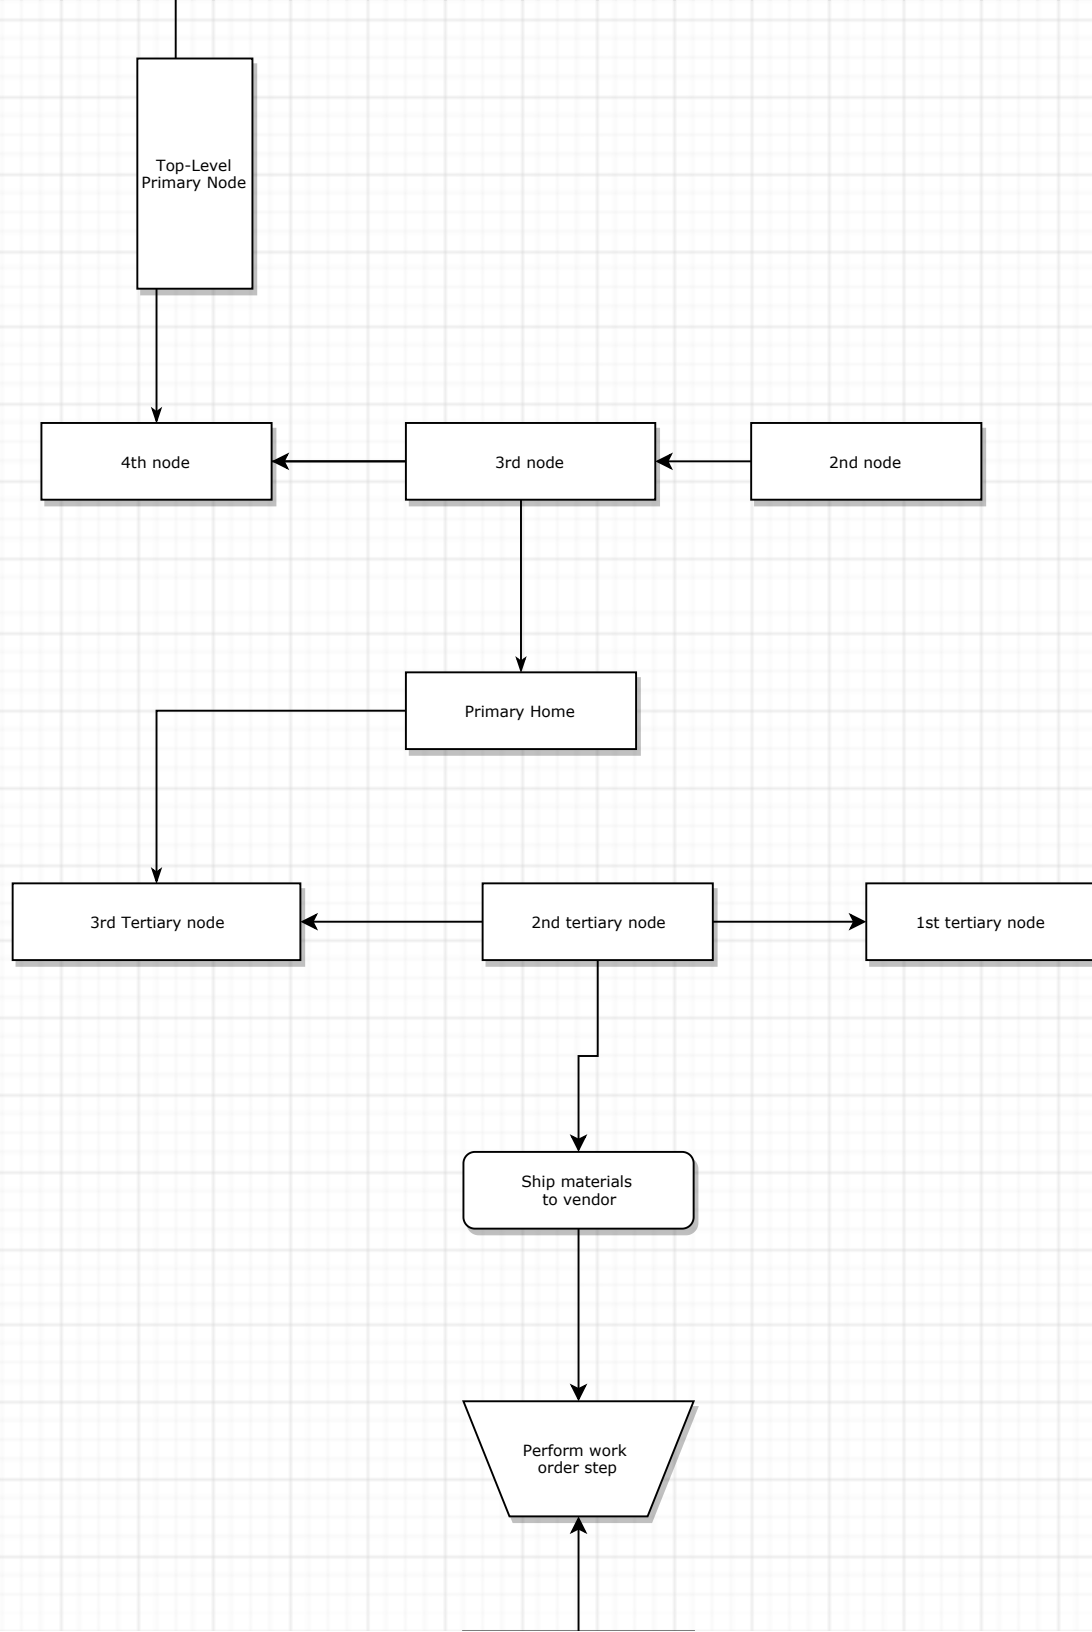 Top-Level
Primary Node
4th node
3rd node
2nd node
Primary Home
3rd Tertiary node
2nd tertiary node
1st tertiary node
Ship materials
to vendor
Perform work
order step